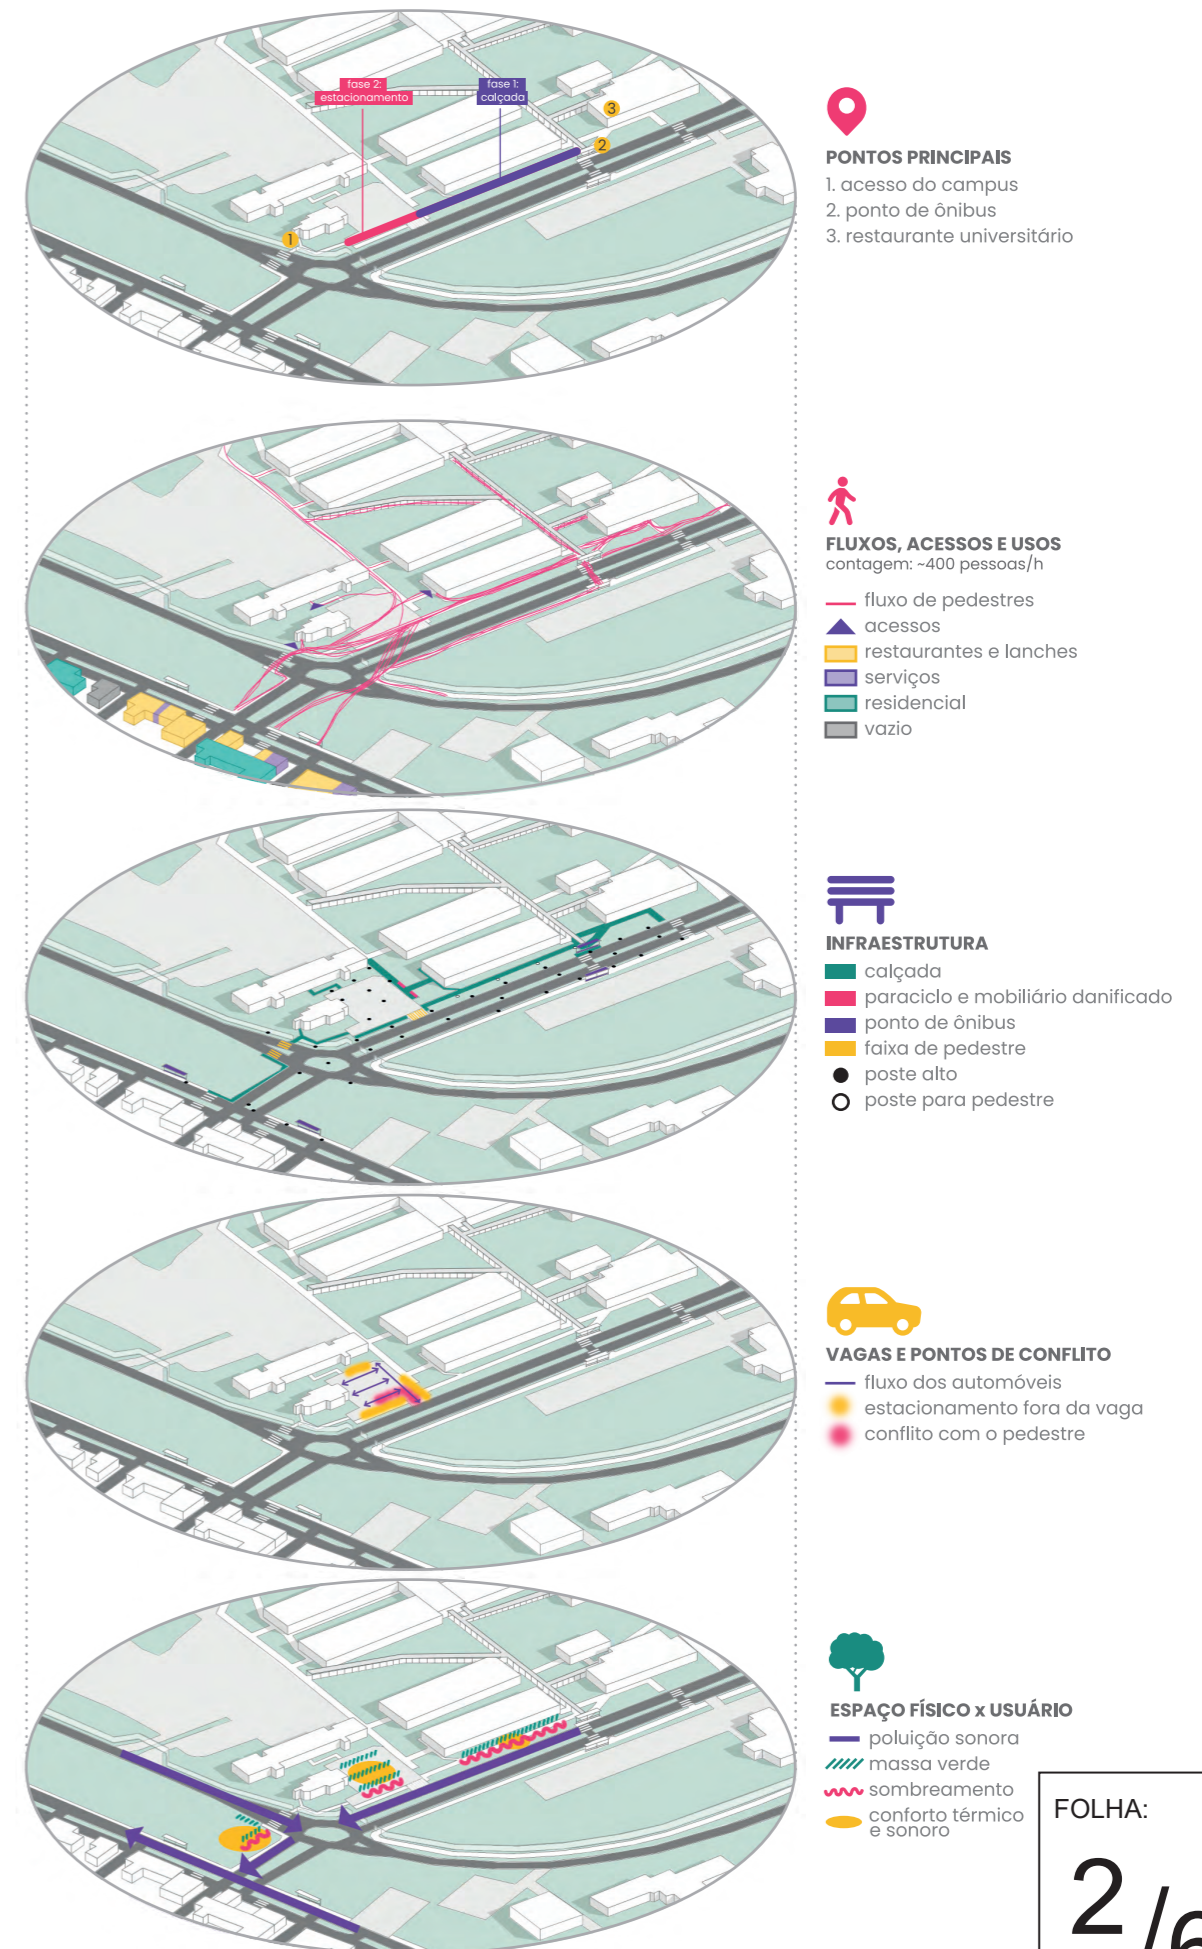 fase 2:
estacionamento
fase 1:
calçada
3
2
1
PONTOS PRINCIPAIS
1. acesso do campus
2. ponto de ônibus
3. restaurante universitário
FLUXOS, ACESSOS E USOS
contagem: ~400 pessoas/h
fluxo de pedestres
acessos
restaurantes e lanches
serviços
residencial
vazio
INFRAESTRUTURA
calçada
paraciclo e mobiliário danificado
ponto de ônibus
faixa de pedestre
poste alto
poste para pedestre
VAGAS E PONTOS DE CONFLITO
fluxo dos automóveis
estacionamento fora da vaga
conflito com o pedestre
ESPAÇO FÍSICO x USUÁRIO
poluição sonora
massa verde
sombreamento
conforto térmico
e sonoro
FOLHA:
2/6